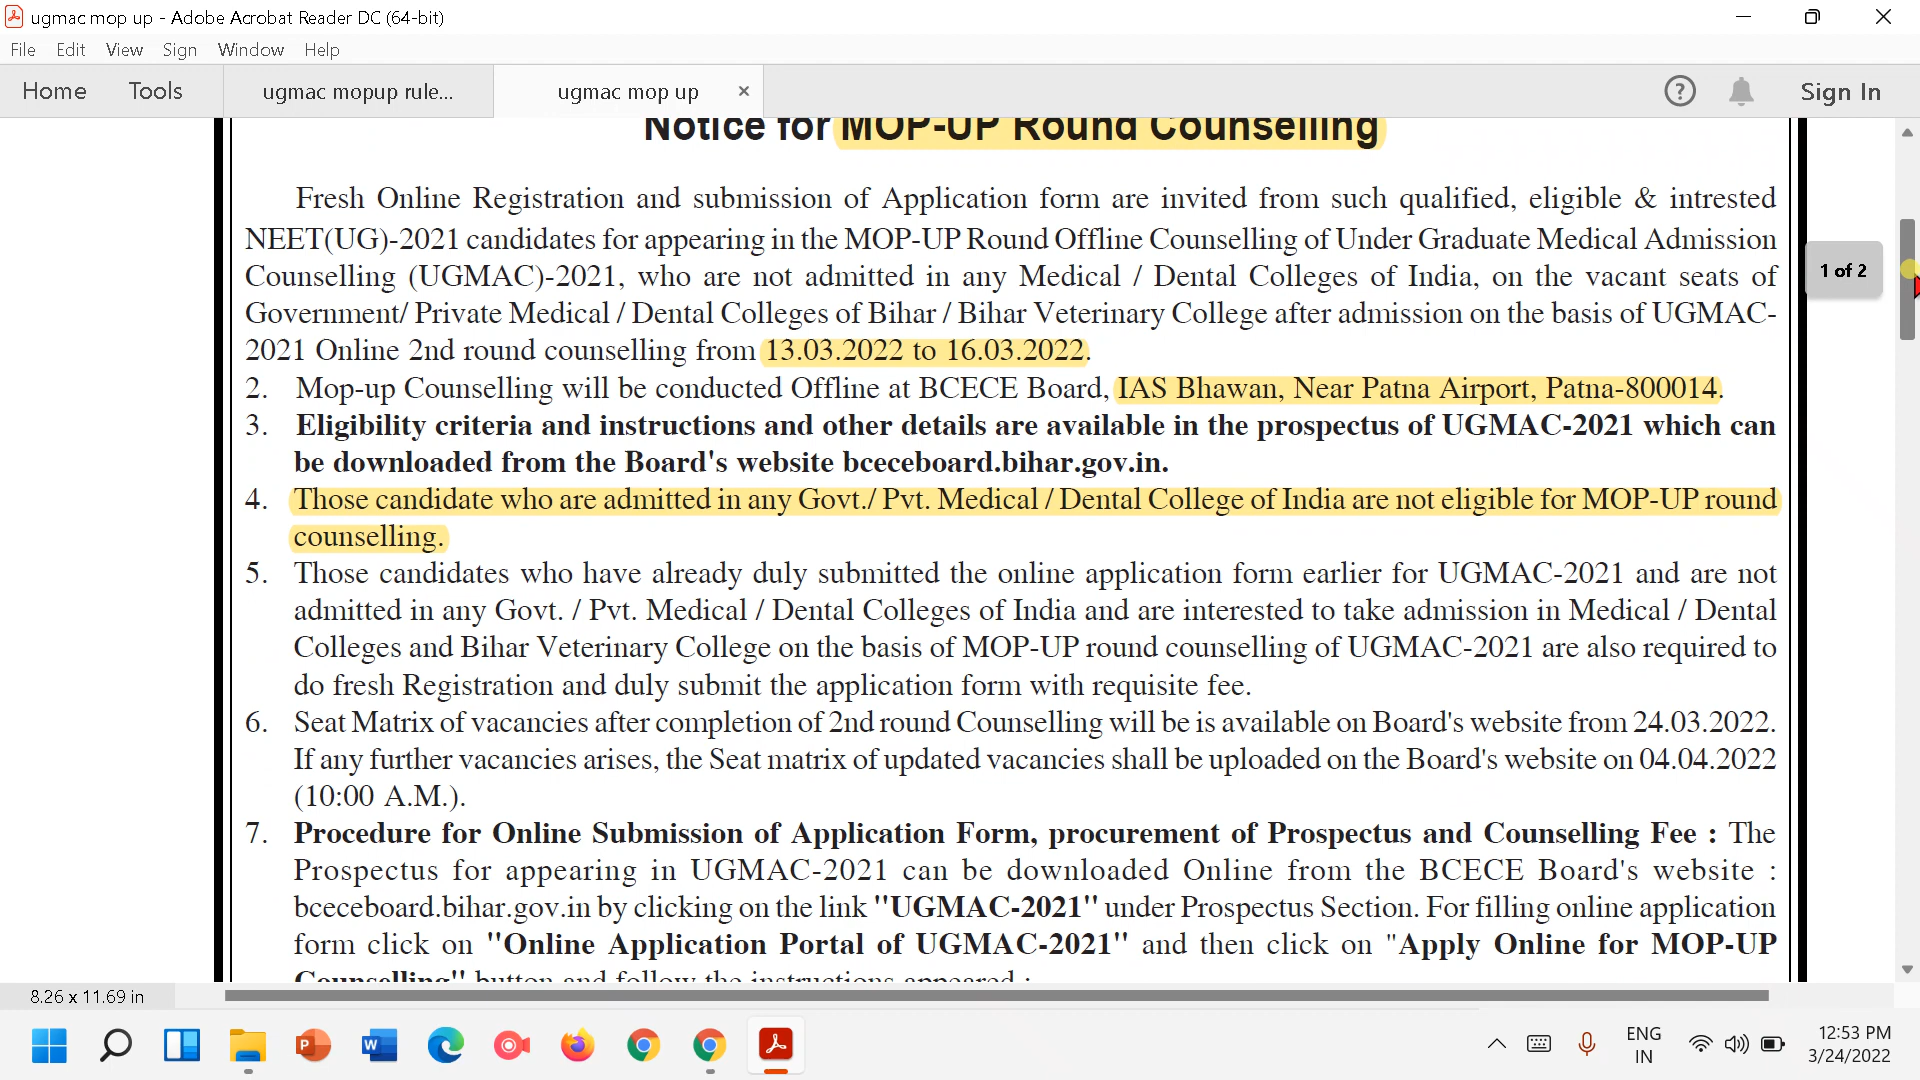 ugmac mop up - Adobe Acrobat Reader DC (64-bit)
File Edit View Sign Window Help
Home Tools ugmac mopup rule... ugmac mop up × ? Sign In
Notice for MOP-UP Round Counselling
Fresh Online Registration and submission of Application form are invited from such qualified, eligible & intrested
NEET(UG)-2021 candidates for appearing in the MOP-UP Round Offline Counselling of Under Graduate Medical Admission
Counselling (UGMAC)-2021, who are not admitted in any Medical / Dental Colleges of India, on the vacant seats of
Government/ Private Medical / Dental Colleges of Bihar / Bihar Veterinary College after admission on the basis of UGMAC-
2021 Online 2nd round counselling from 13.03.2022 to 16.03.2022.
2. Mop-up Counselling will be conducted Offline at BCECE Board, IAS Bhawan, Near Patna Airport, Patna-800014.
3. Eligibility criteria and instructions and other details are available in the prospectus of UGMAC-2021 which can
be downloaded from the Board's website bceceboard.bihar.gov.in.
4. Those candidate who are admitted in any Govt./ Pvt. Medical / Dental College of India are not eligible for MOP-UP round
counselling.
5. Those candidates who have already duly submitted the online application form earlier for UGMAC-2021 and are not
admitted in any Govt. / Pvt. Medical / Dental Colleges of India and are interested to take admission in Medical / Dental
Colleges and Bihar Veterinary College on the basis of MOP-UP round counselling of UGMAC-2021 are also required to
do fresh Registration and duly submit the application form with requisite fee.
6. Seat Matrix of vacancies after completion of 2nd round Counselling will be is available on Board's website from 24.03.2022.
If any further vacancies arises, the Seat matrix of updated vacancies shall be uploaded on the Board's website on 04.04.2022
(10:00 A.M.).
7. Procedure for Online Submission of Application Form, procurement of Prospectus and Counselling Fee : The
Prospectus for appearing in UGMAC-2021 can be downloaded Online from the BCECE Board's website :
bceceboard.bihar.gov.in by clicking on the link "UGMAC-2021" under Prospectus Section. For filling online application
form click on "Online Application Portal of UGMAC-2021" and then click on "Apply Online for MOP-UP
Counselling" button and follow the instructions appeared :
1 of 2
8.26 x 11.69 in
ENG
IN
12:53 PM
3/24/2022